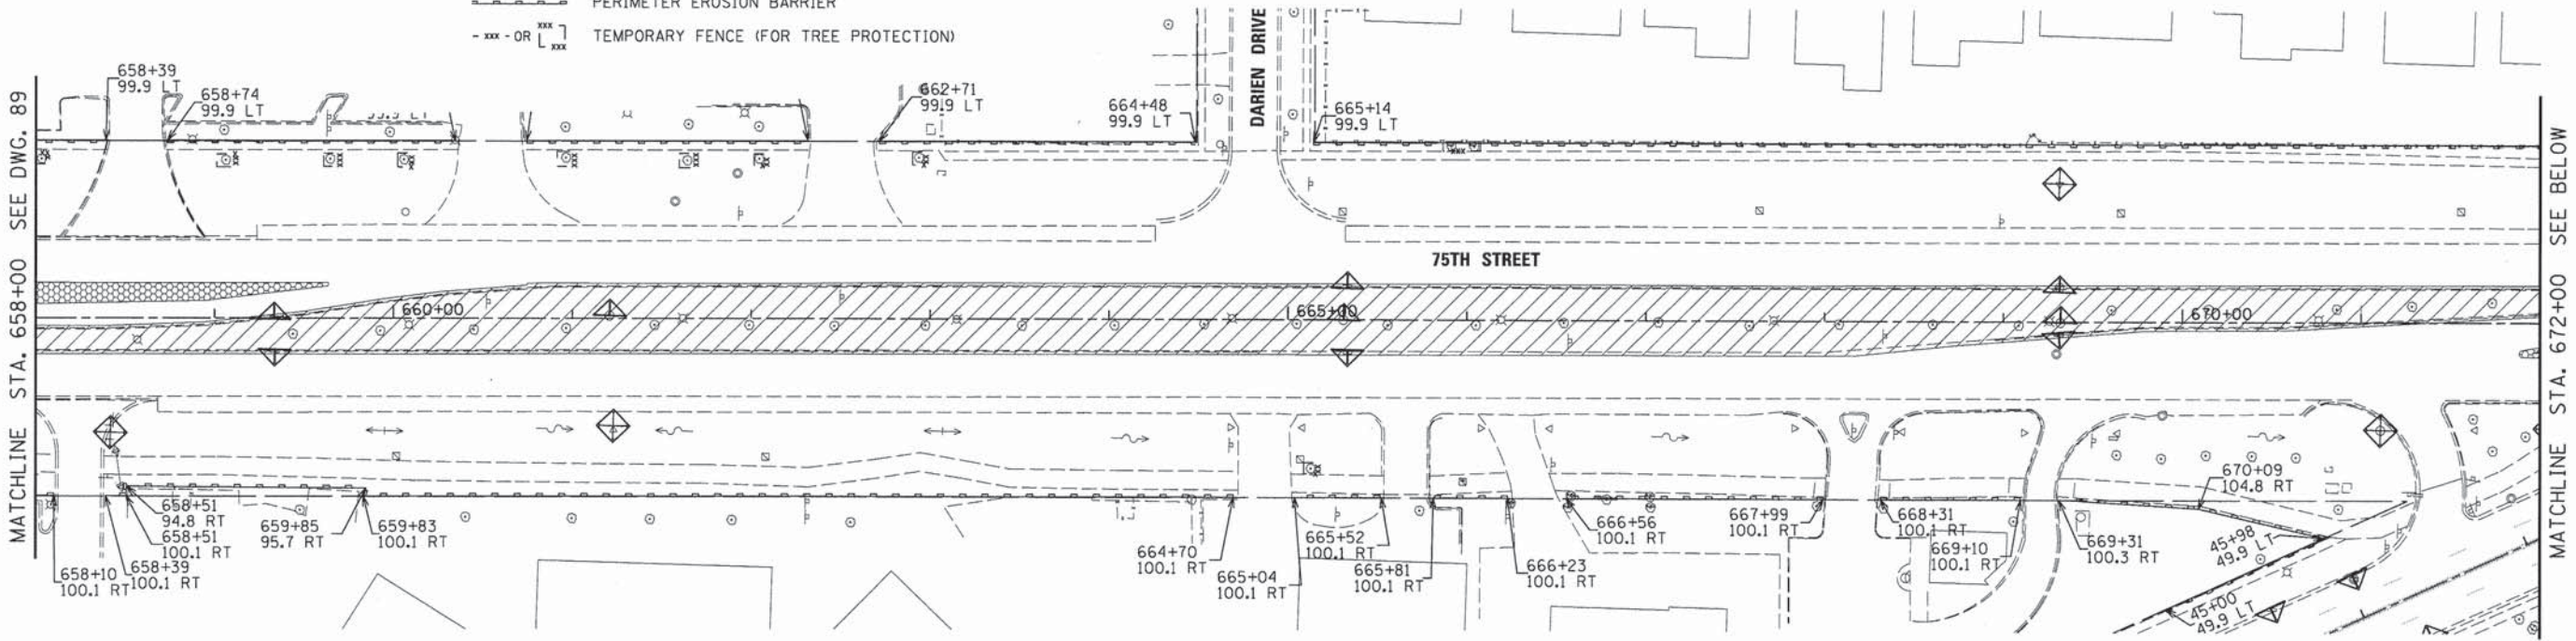 PERIMETER EROSION BARRIER
- xxx - OR xxx xxx TEMPORARY FENCE (FOR TREE PROTECTION)
MATCHLINE STA. 658+00 SEE DWG. 89
658+39
99.9 LT
658+74
99.9 LT
662+71
99.9 LT
664+48
99.9 LT
DARIEN DRIVE
665+14
99.9 LT
75TH STREET
660+00
665+00
670+00
658+10
100.1 RT
658+39
100.1 RT
658+51
94.8 RT
658+51
100.1 RT
659+85
95.7 RT
659+83
100.1 RT
664+70
100.1 RT
665+04
100.1 RT
665+52
100.1 RT
665+81
100.1 RT
666+23
100.1 RT
666+56
100.1 RT
667+99
100.1 RT
668+31
100.1 RT
669+10
100.1 RT
669+31
100.3 RT
670+09
104.8 RT
45+98
49.9 LT
45+00
49.9 LT
MATCHLINE STA. 672+00 SEE BELOW